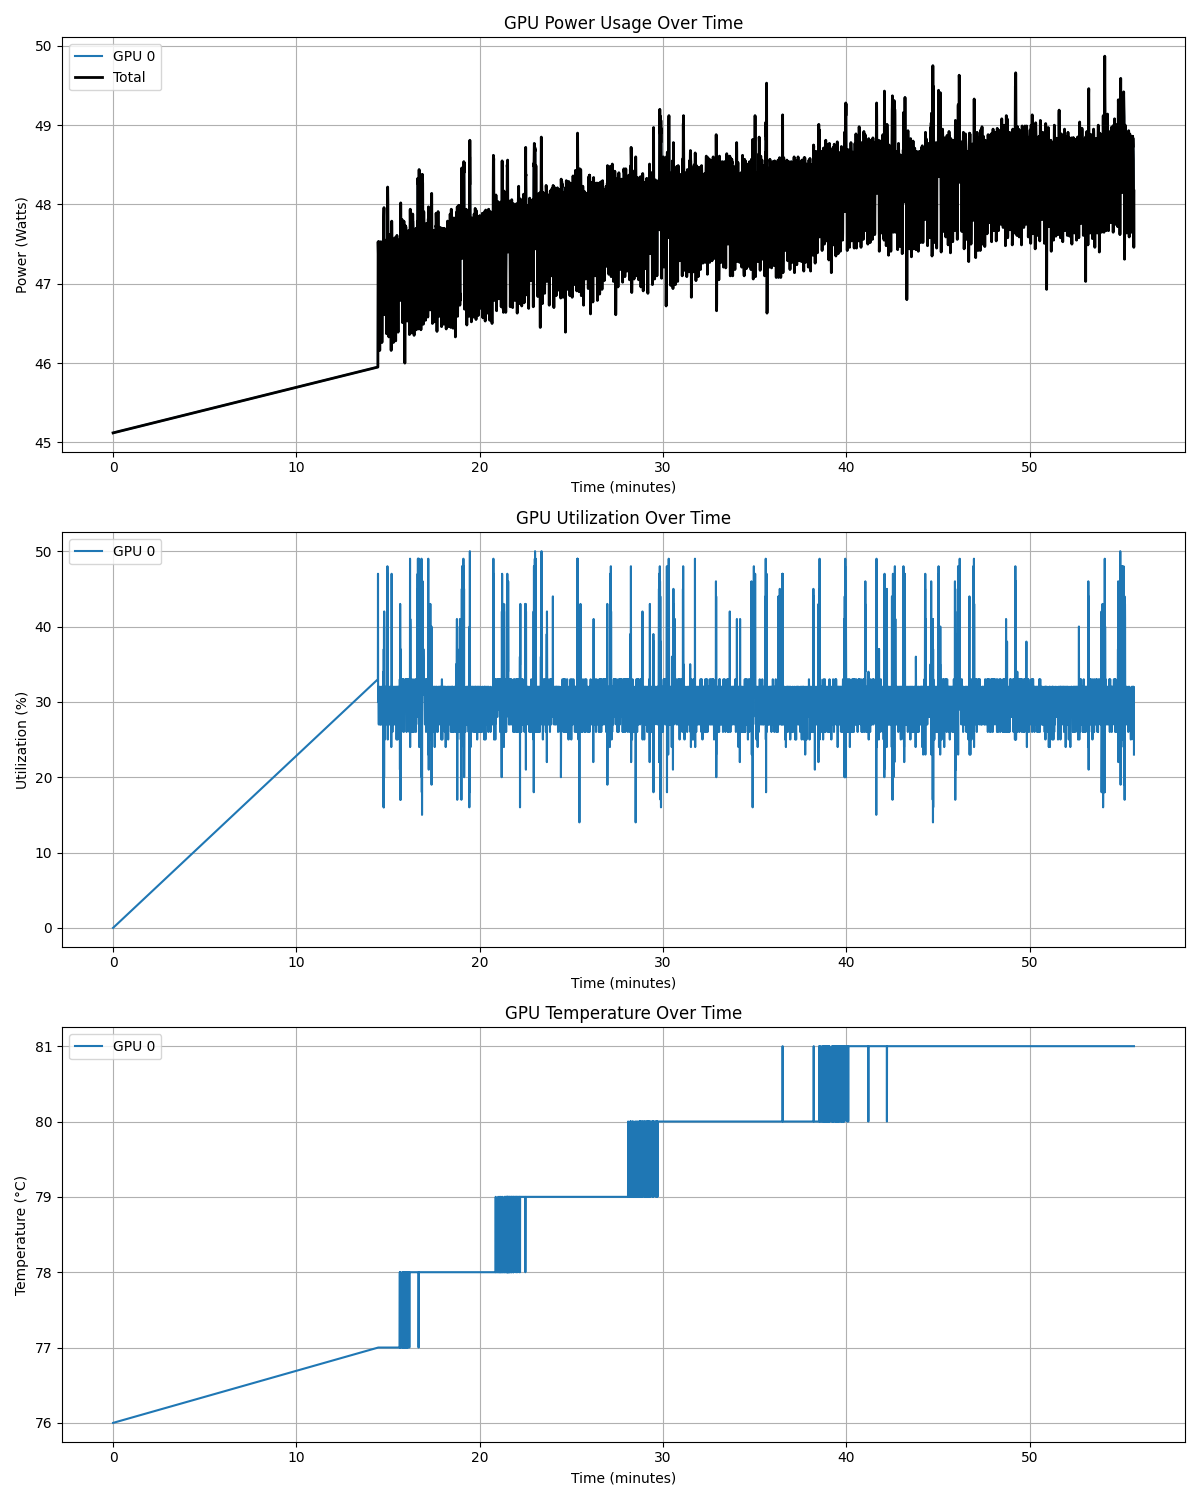 GPU Power Usage Over Time
GPU 0
Total
Power (Watts)
50
49
48
47
46
45
0 10 20 30 40 50
Time (minutes)
GPU Utilization Over Time
GPU 0
Utilization (%)
50
40
30
20
10
0
0 10 20 30 40 50
Time (minutes)
GPU Temperature Over Time
GPU 0
Temperature (°C)
81
80
79
78
77
76
0 10 20 30 40 50
Time (minutes)